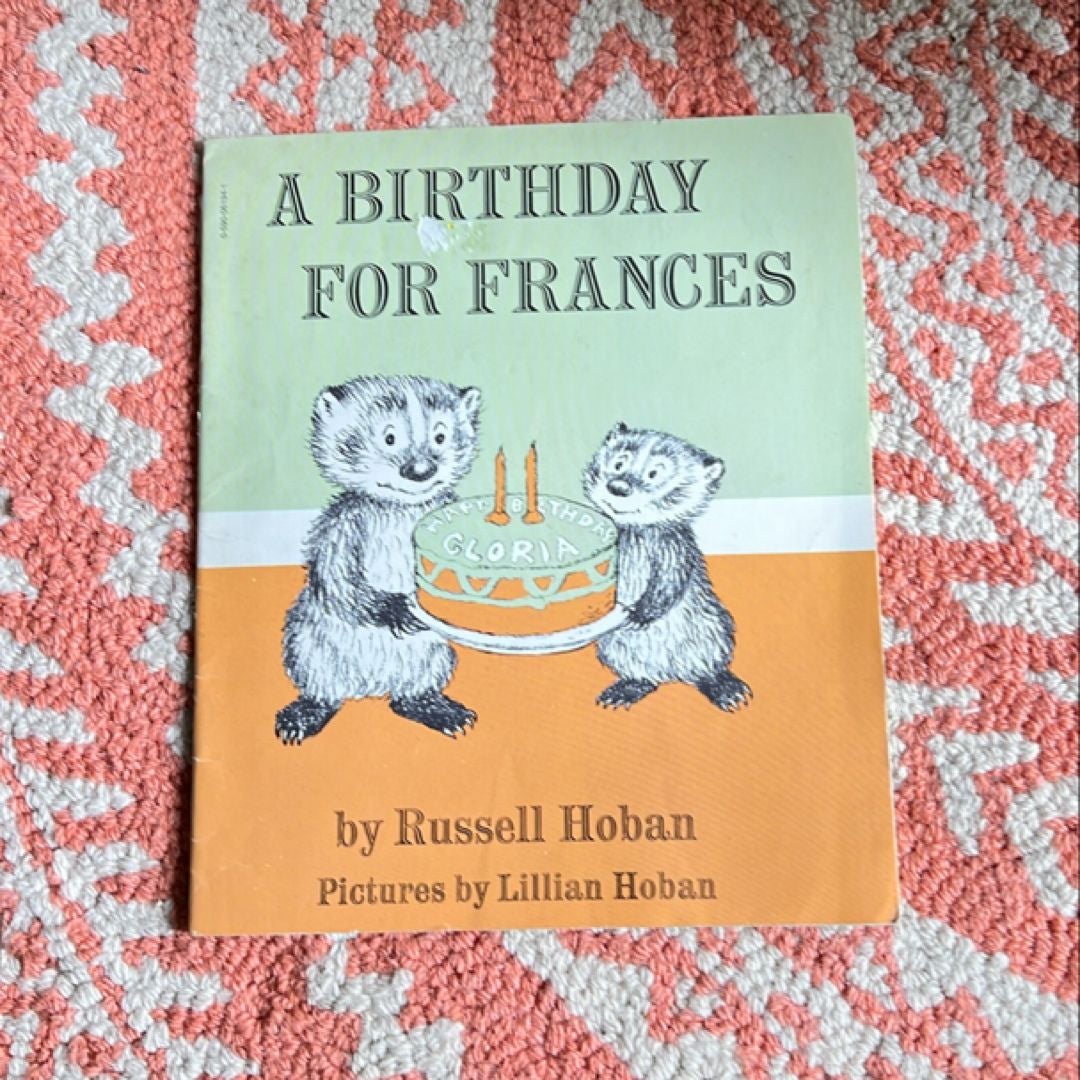 A BIRTHDAY
FOR FRANCES
HAPPY BIRTHDAY
GLORIA
by Russell Hoban
Pictures by Lillian Hoban